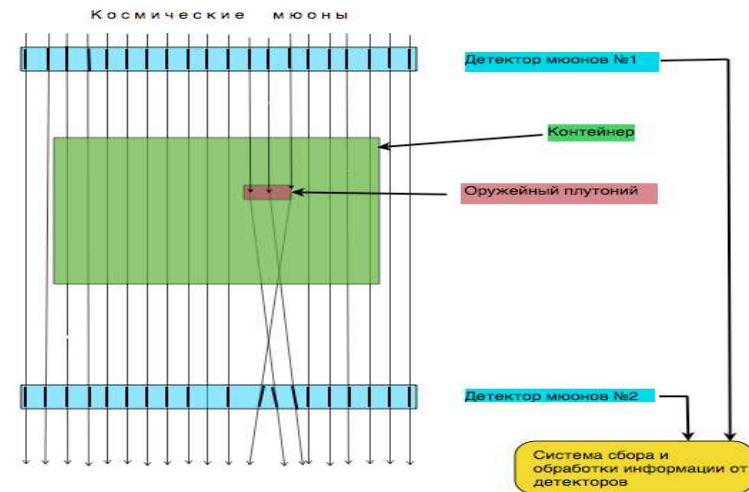 Космические мюоны
Детектор мюонов №1
Контейнер
Оружейный плутоний
Детектор мюонов №2
Система сбора и
обработки информации от
детекторов